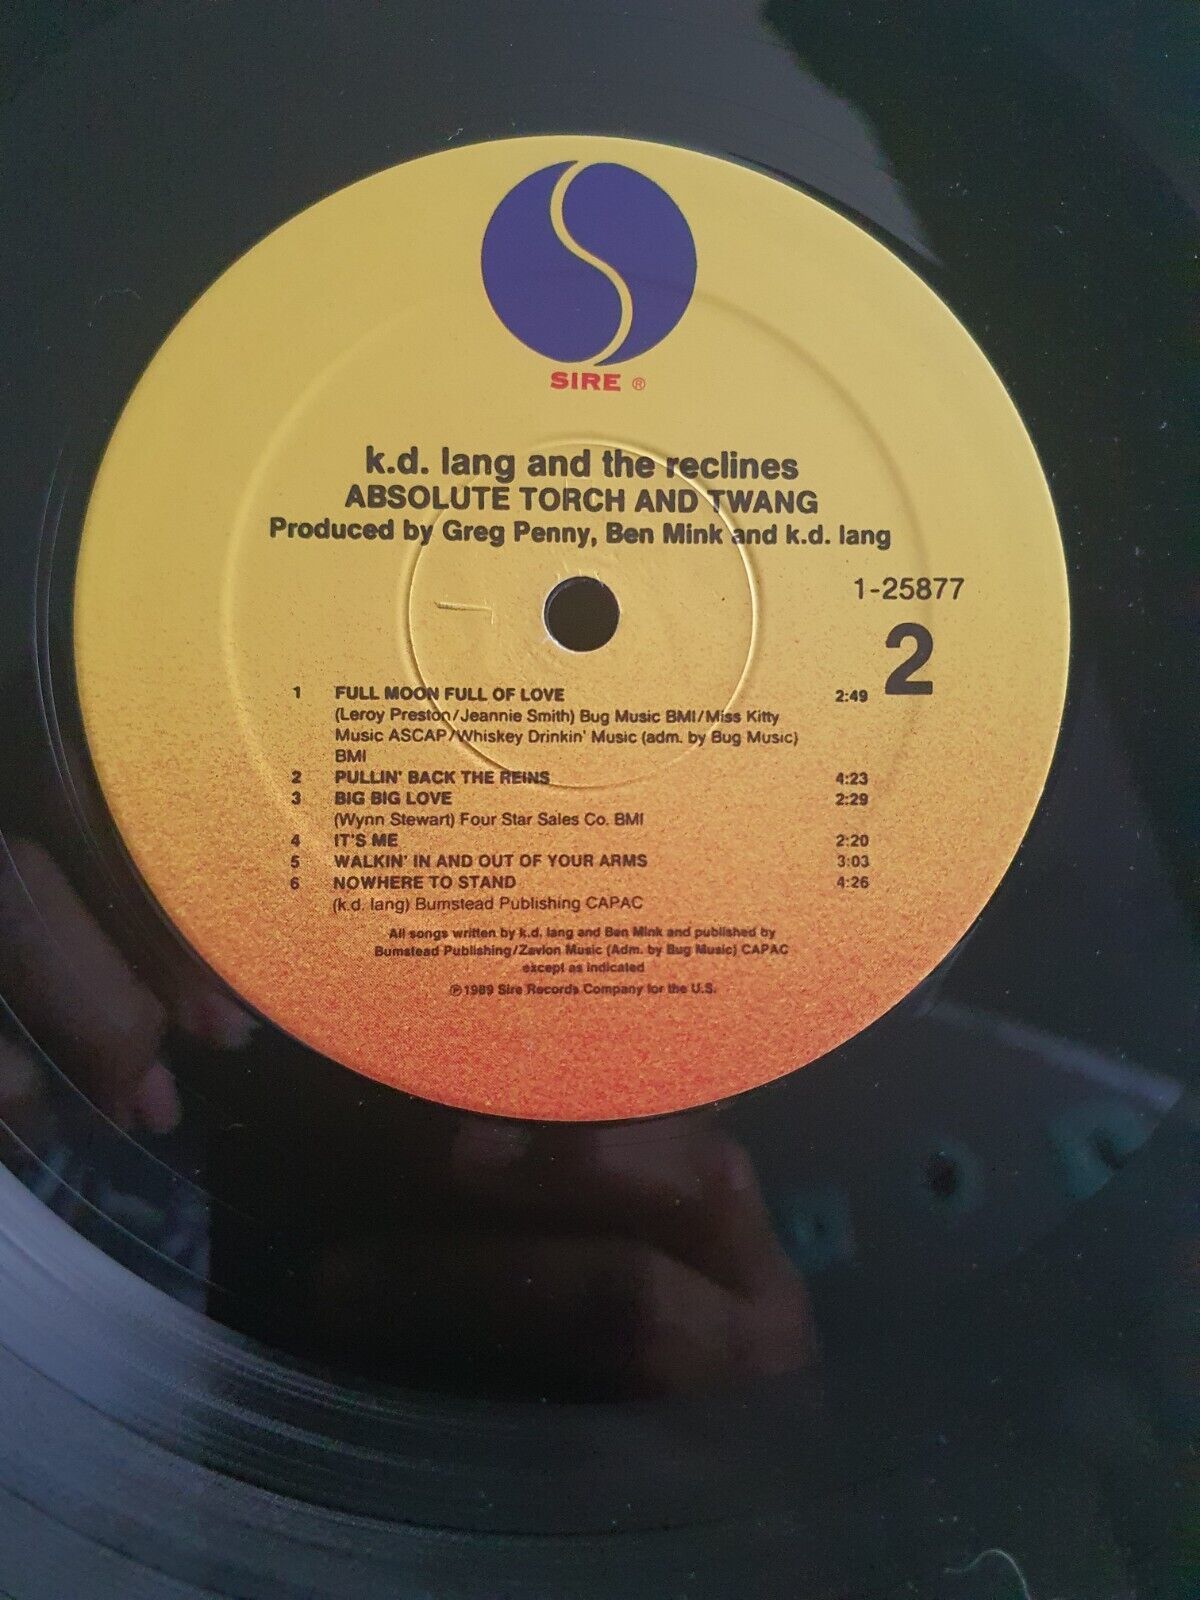 SIRE ®
k.d. lang and the reclines
ABSOLUTE TORCH AND TWANG
Produced by Greg Penny, Ben Mink and k.d. lang
1-25877
2
1 FULL MOON FULL OF LOVE 2:49
(Leroy Preston/Jeannie Smith) Bug Music BMI/Miss Kitty
Music ASCAP/Whiskey Drinkin' Music (adm. by Bug Music)
BMI
2 PULLIN' BACK THE REINS 4:23
3 BIG BIG LOVE 2:29
(Wynn Stewart) Four Star Sales Co. BMI
4 IT'S ME 2:20
5 WALKIN' IN AND OUT OF YOUR ARMS 3:03
6 NOWHERE TO STAND 4:26
(k.d. lang) Bumstead Publishing CAPAC
All songs written by k.d. lang and Ben Mink and published by
Bumstead Publishing/Zavion Music (Adm. by Bug Music) CAPAC
except as indicated
℗1989 Sire Records Company for the U.S.